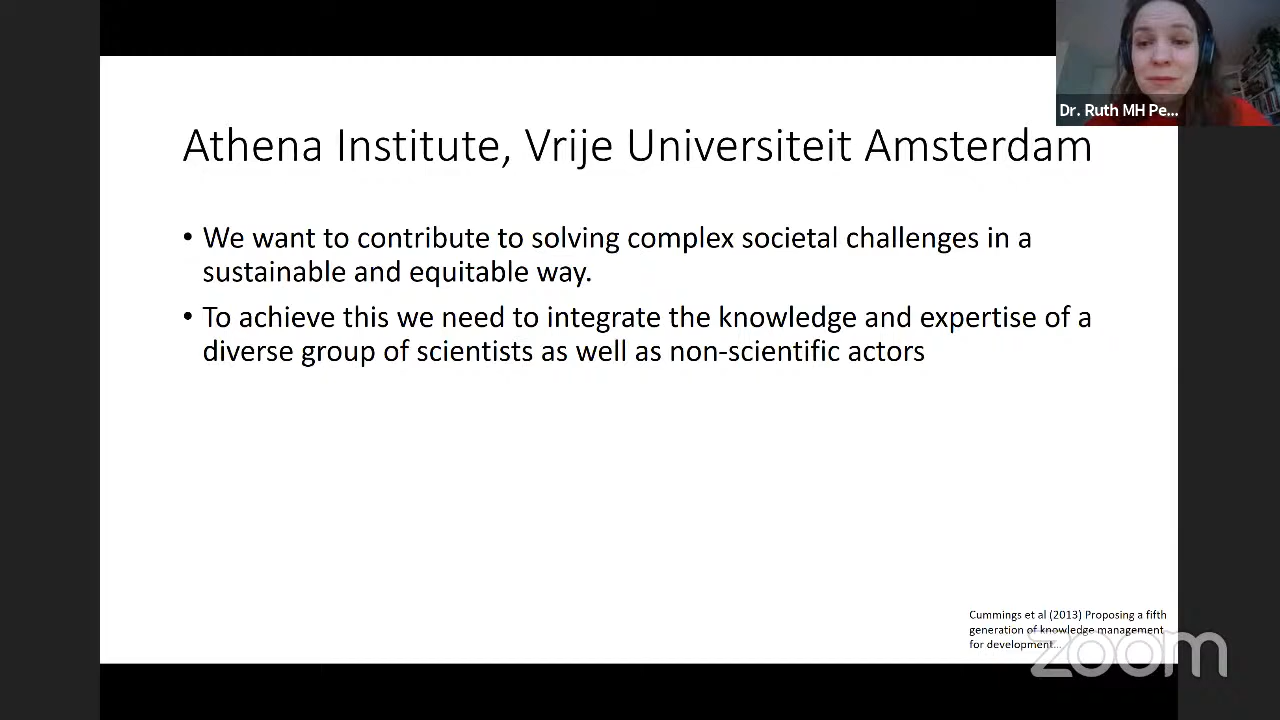 Dr. Ruth MH Pe...
Athena Institute, Vrije Universiteit Amsterdam
• We want to contribute to solving complex societal challenges in a
sustainable and equitable way.
• To achieve this we need to integrate the knowledge and expertise of a
diverse group of scientists as well as non-scientific actors
Cummings et al (2013) Proposing a fifth
generation of knowledge management
for development...
zoom